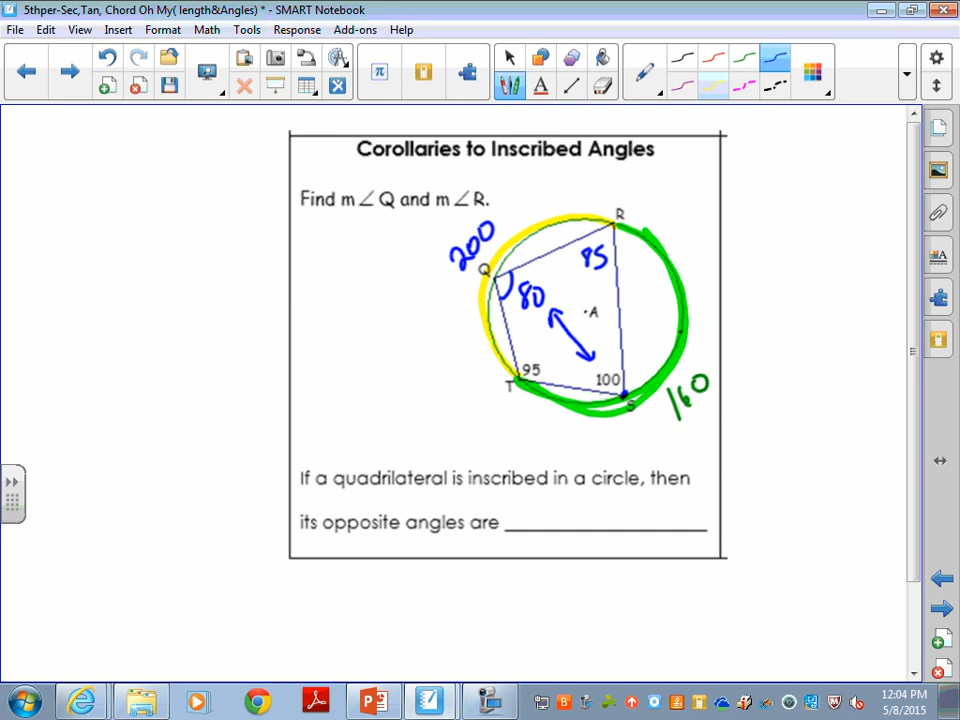 5thper-Sec,Tan, Chord Oh My( length&Angles) * - SMART Notebook
File Edit View Insert Format Math Tools Response Add-ons Help
Corollaries to Inscribed Angles
Find m∠Q and m∠R.
R
200
85
Q
80
A
95
100
T
160
S
If a quadrilateral is inscribed in a circle, then
its opposite angles are ____________________
12:04 PM
5/8/2015